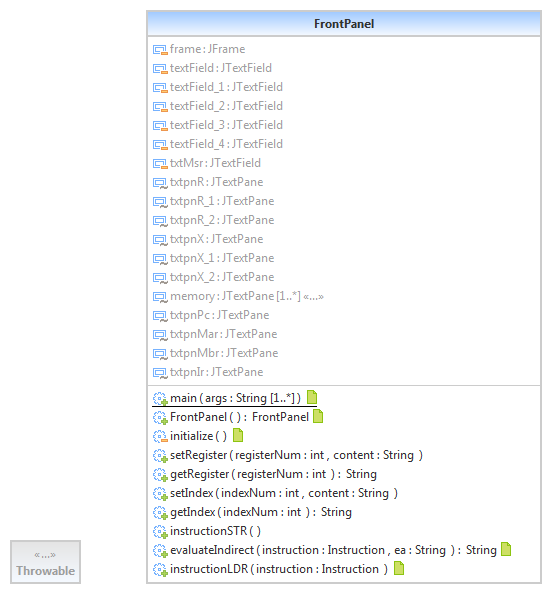 FrontPanel
frame : JFrame
textField : JTextField
textField_1 : JTextField
textField_2 : JTextField
textField_3 : JTextField
textField_4 : JTextField
txtMsr : JTextField
txtpnR : JTextPane
txtpnR_1 : JTextPane
txtpnR_2 : JTextPane
txtpnX : JTextPane
txtpnX_1 : JTextPane
txtpnX_2 : JTextPane
memory : JTextPane [1..*] «...»
txtpnPc : JTextPane
txtpnMar : JTextPane
txtpnMbr : JTextPane
txtpnIr : JTextPane
main ( args : String [1..*] )
FrontPanel ( ) : FrontPanel
initialize ( )
setRegister ( registerNum : int , content : String )
getRegister ( registerNum : int ) : String
setIndex ( indexNum : int , content : String )
getIndex ( indexNum : int ) : String
instructionSTR ( )
evaluateIndirect ( instruction : Instruction , ea : String ) : String
instructionLDR ( instruction : Instruction )
«...»
Throwable